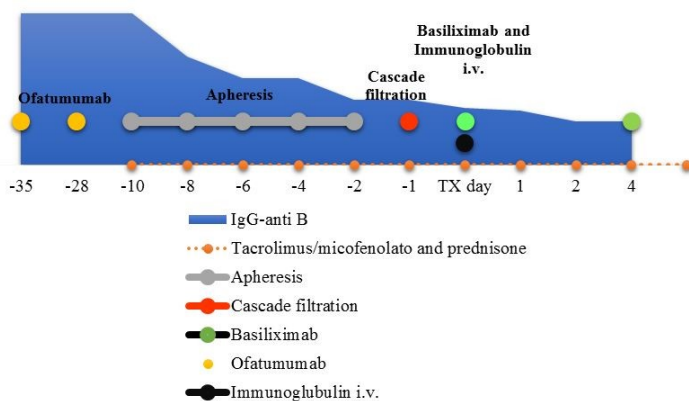 Basiliximab and
Immunoglobulin
i.v.
Cascade
filtration
Ofatumumab
Apheresis
-35 -28 -10 -8 -6 -4 -2 -1 TX day 1 2 4
IgG-anti B
Tacrolimus/micofenolato and prednisone
Apheresis
Cascade filtration
Basiliximab
Ofatumumab
Immunoglubulin i.v.